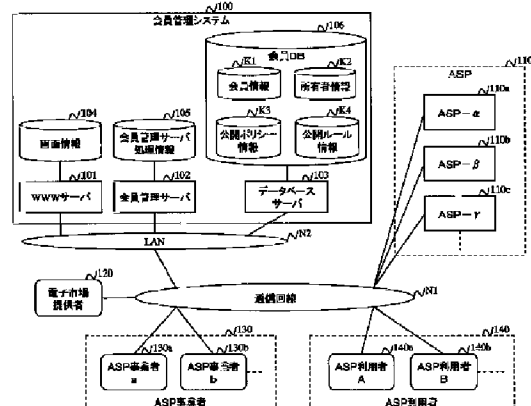 100
会員管理システム
106
会員DB
K1
会員情報
K2
所有者情報
K3
公開ポリシー
情報
K4
公開ルール
情報
104
画面情報
105
会員管理サーバ
処理情報
101
WWWサーバ
102
会員管理サーバ
103
データベース
サーバ
LAN
N2
110
ASP
110a
ASP-α
110b
ASP-β
110c
ASP-γ
120
電子市場
提供者
通信回線
N1
130
130a
ASP事業者
a
130b
ASP事業者
b
ASP事業者
140
140a
ASP利用者
A
140b
ASP利用者
B
ASP利用者